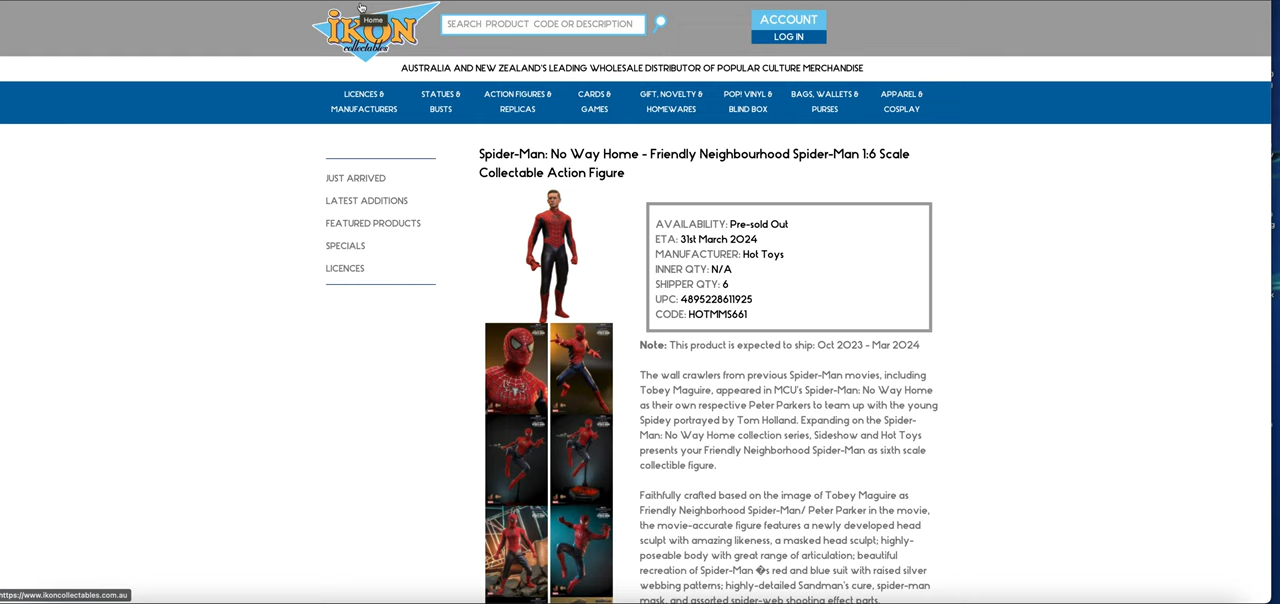 iKON
collectables
Home
SEARCH PRODUCT CODE OR DESCRIPTION
ACCOUNT
LOG IN
AUSTRALIA AND NEW ZEALAND'S LEADING WHOLESALE DISTRIBUTOR OF POPULAR CULTURE MERCHANDISE
LICENCES & MANUFACTURERS
STATUES & BUSTS
ACTION FIGURES & REPLICAS
CARDS & GAMES
GIFT, NOVELTY & HOMEWARES
POP! VINYL & BLIND BOX
BAGS, WALLETS & PURSES
APPAREL & COSPLAY
JUST ARRIVED
LATEST ADDITIONS
FEATURED PRODUCTS
SPECIALS
LICENCES
Spider-Man: No Way Home - Friendly Neighbourhood Spider-Man 1:6 Scale
Collectable Action Figure
AVAILABILITY: Pre-sold Out
ETA: 31st March 2024
MANUFACTURER: Hot Toys
INNER QTY: N/A
SHIPPER QTY: 6
UPC: 4895228611925
CODE: HOTMMS661
Note: This product is expected to ship: Oct 2023 - Mar 2024
The wall crawlers from previous Spider-Man movies, including
Tobey Maguire, appeared in MCU's Spider-Man: No Way Home
as their own respective Peter Parkers to team up with the young
Spidey portrayed by Tom Holland. Expanding on the Spider-
Man: No Way Home collection series, Sideshow and Hot Toys
presents your Friendly Neighborhood Spider-Man as sixth scale
collectible figure.
Faithfully crafted based on the image of Tobey Maguire as
Friendly Neighborhood Spider-Man/ Peter Parker in the movie,
the movie-accurate figure features a newly developed head
sculpt with amazing likeness, a masked head sculpt; highly-
poseable body with great range of articulation; beautiful
recreation of Spider-Man �s red and blue suit with raised silver
webbing patterns; highly-detailed Sandman's cure, spider-man
mask, and assorted spider-web shooting effect parts.
https://www.ikoncollectables.com.au